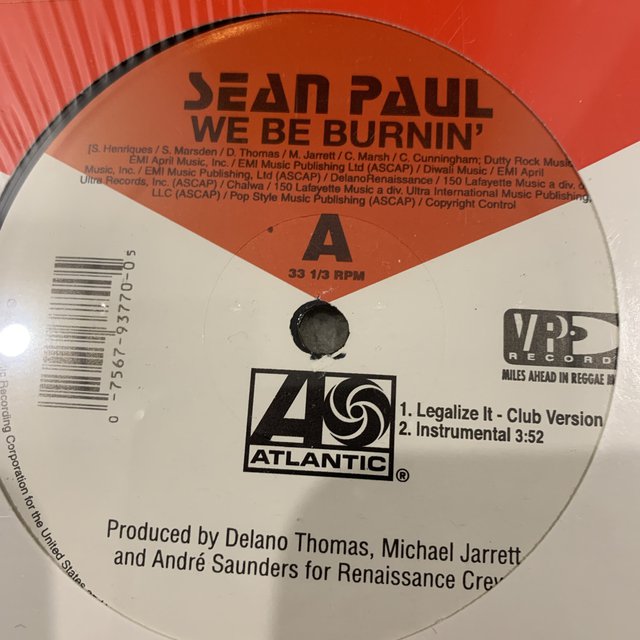 SEAN PAUL
WE BE BURNIN'
[S. Henriques / S. Marsden / D. Thomas / M. Jarrett / C. Marsh / C. Cunningham; Dutty Rock Music
EMI April Music, Inc. / EMI Music Publishing Ltd (ASCAP) / Diwali Music / EMI April
Music, Inc. / EMI Music Publishing, Ltd (ASCAP) / DelanoRenaissance / 150 Lafayette Music a div. o
Ultra Records, Inc. (ASCAP) / Chalwa / 150 Lafayette Music a div. Ultra International Music Publishing,
LLC (ASCAP) / Pop Style Music Publishing (ASCAP) / Copyright Control
A
33 1/3 RPM
0 -7567-93770-0 5
VP
RECORDS
MILES AHEAD IN REGGAE M
A
ATLANTIC ®
1. Legalize It - Club Version
2. Instrumental 3:52
Produced by Delano Thomas, Michael Jarrett
and André Saunders for Renaissance Crew
Recording Corporation for the United States